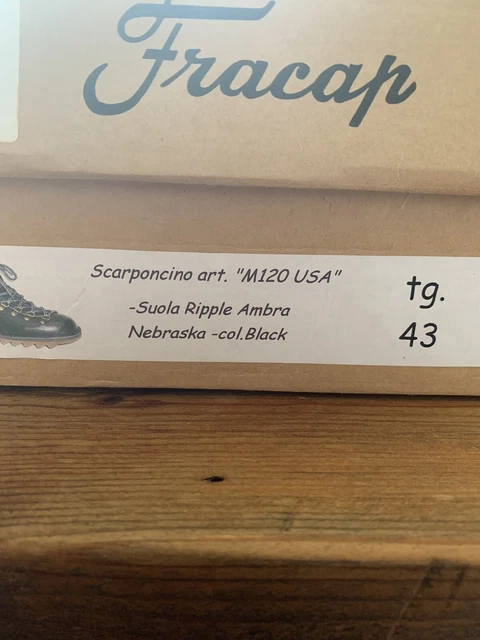 Fracap
Scarponcino art. "M120 USA"
-Suola Ripple Ambra
Nebraska -col.Black
tg.
43